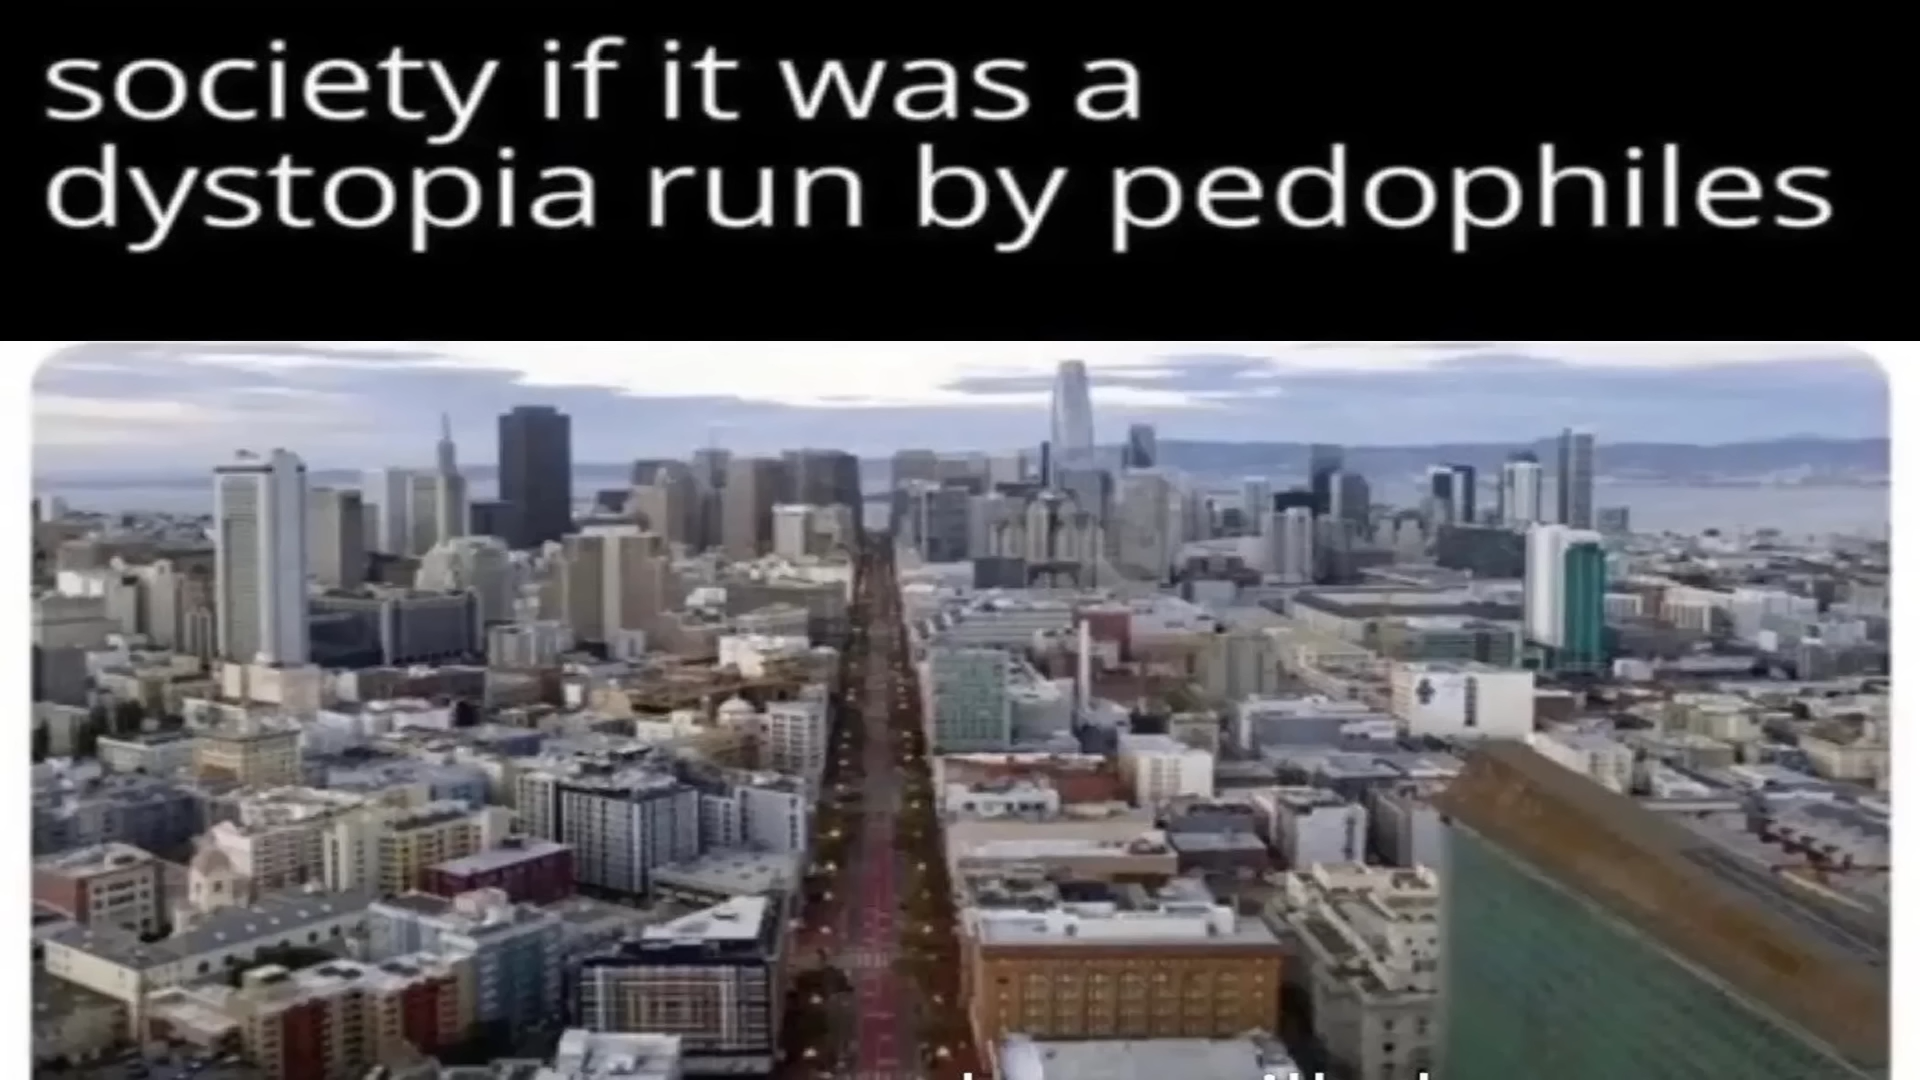 society if it was a
dystopia run by pedophiles